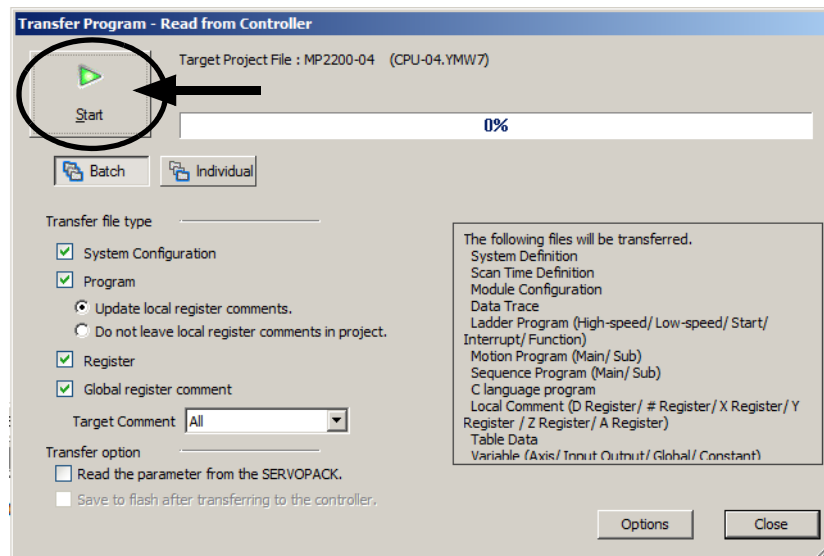 Transfer Program - Read from Controller
Target Project File : MP2200-04 (CPU-04.YMW7)
Start
0%
Batch
Individual
Transfer file type
System Configuration
Program
Update local register comments.
Do not leave local register comments in project.
Register
Global register comment
Target Comment All
Transfer option
Read the parameter from the SERVOPACK.
Save to flash after transferring to the controller.
The following files will be transferred.
System Definition
Scan Time Definition
Module Configuration
Data Trace
Ladder Program (High-speed/ Low-speed/ Start/
Interrupt/ Function)
Motion Program (Main/ Sub)
Sequence Program (Main/ Sub)
C language program
Local Comment (D Register/ # Register/ X Register/ Y
Register / Z Register/ A Register)
Table Data
Variable (Axis/ Input Output/ Global/ Constant)
Options
Close